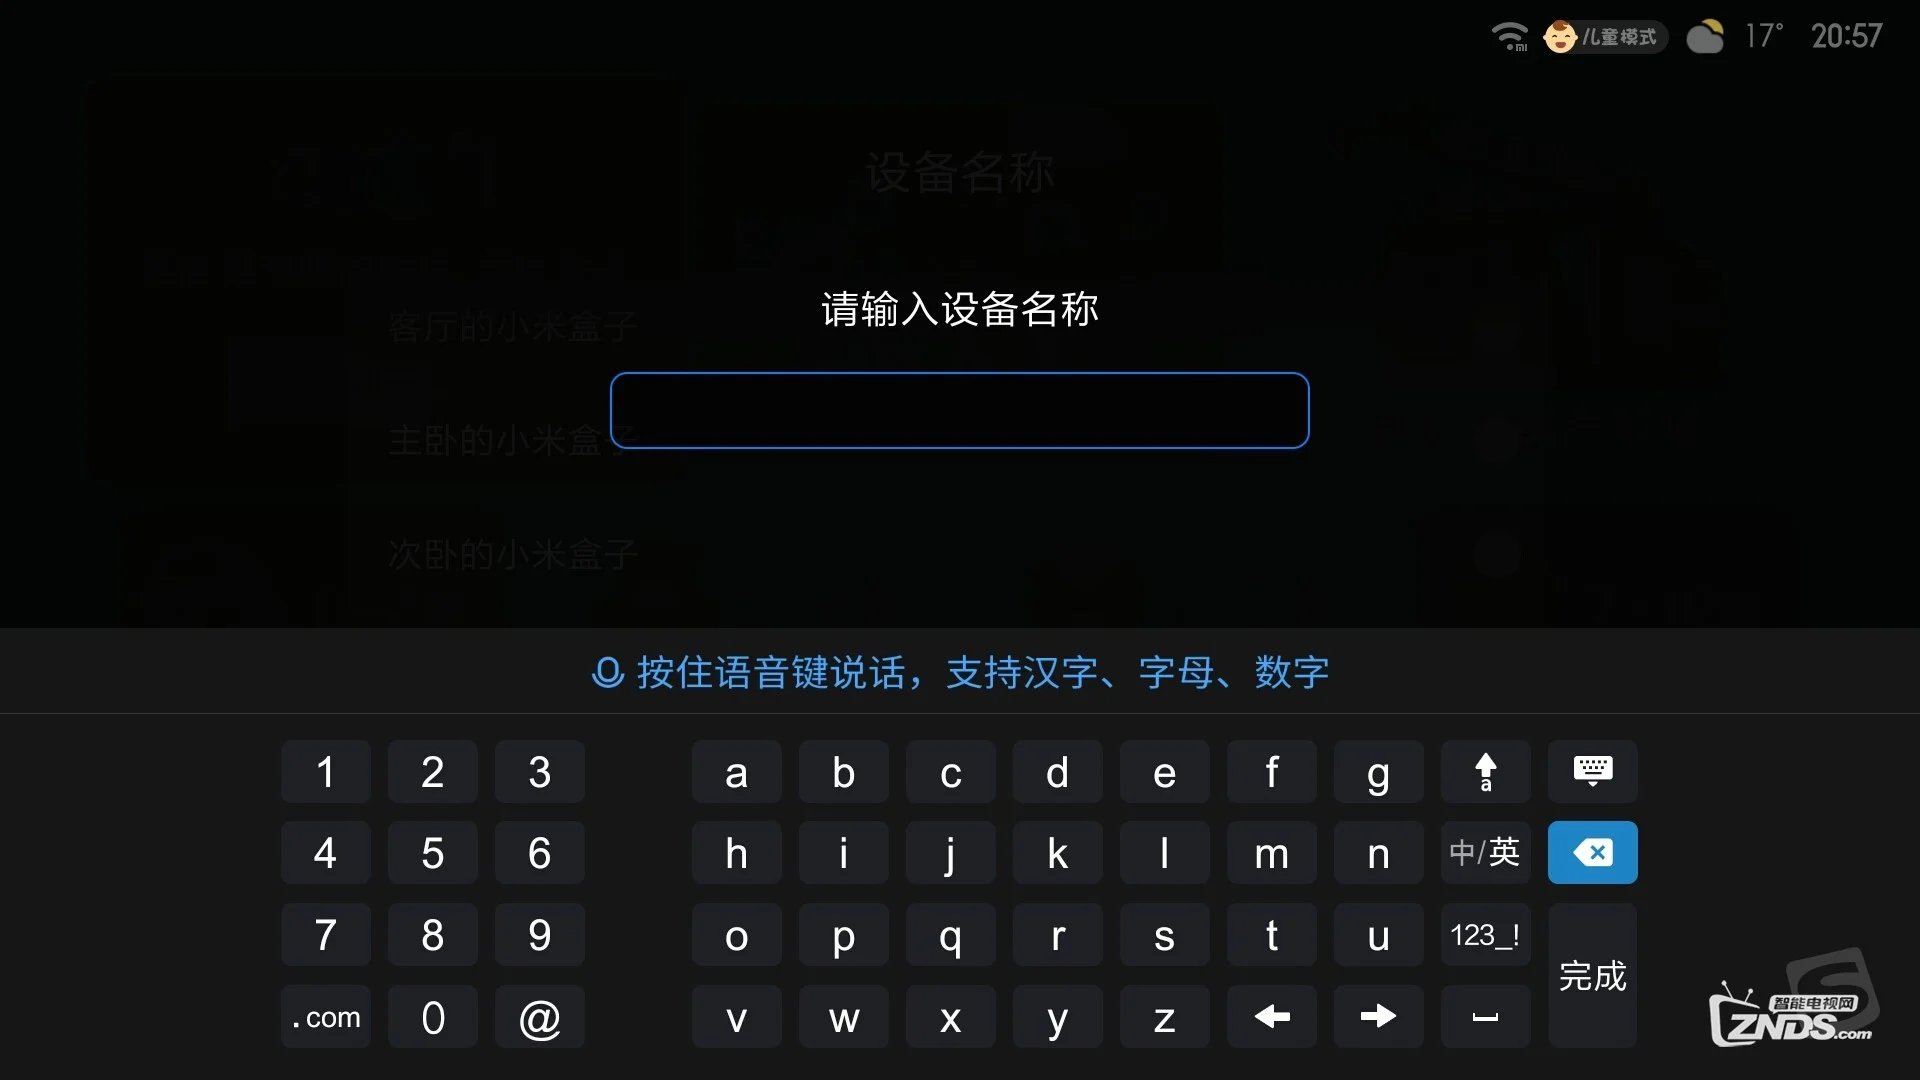 儿童模式 17° 20:57
设备名称
请输入设备名称
客厅的小米盒子
主卧的小米盒子
次卧的小米盒子
按住语音键说话，支持汉字、字母、数字
1 2 3 a b c d e f g a
4 5 6 h i j k l m n 中/英
7 8 9 o p q r s t u 123_!
.com 0 @ v w x y z 完成
智能电视网
ZNDS.com